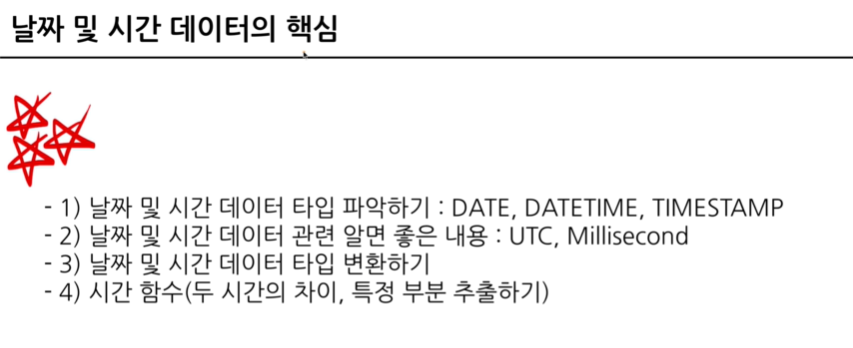 날짜 및 시간 데이터의 핵심
- 1) 날짜 및 시간 데이터 타입 파악하기 : DATE, DATETIME, TIMESTAMP
- 2) 날짜 및 시간 데이터 관련 알면 좋은 내용 : UTC, Millisecond
- 3) 날짜 및 시간 데이터 타입 변환하기
- 4) 시간 함수(두 시간의 차이, 특정 부분 추출하기)